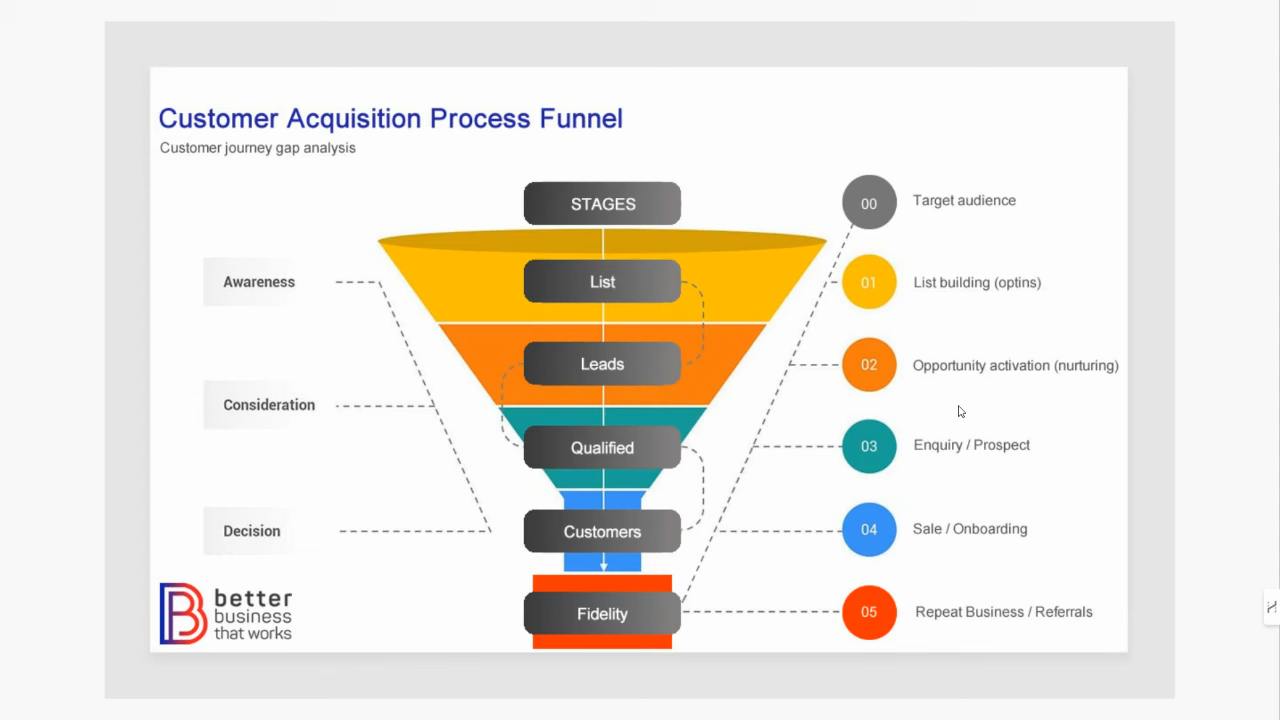 Customer Acquisition Process Funnel
Customer journey gap analysis
STAGES
00
Target audience
Awareness
List
01
List building (optins)
Leads
02
Opportunity activation (nurturing)
Consideration
Qualified
03
Enquiry / Prospect
Decision
Customers
04
Sale / Onboarding
Fidelity
05
Repeat Business / Referrals
better
business
that works